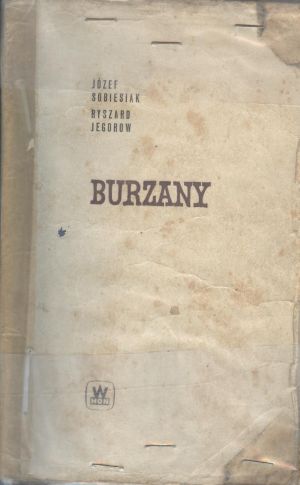 JÓZEF
SOBIESIAK
RYSZARD
JEGOROW
BURZANY
W
MON